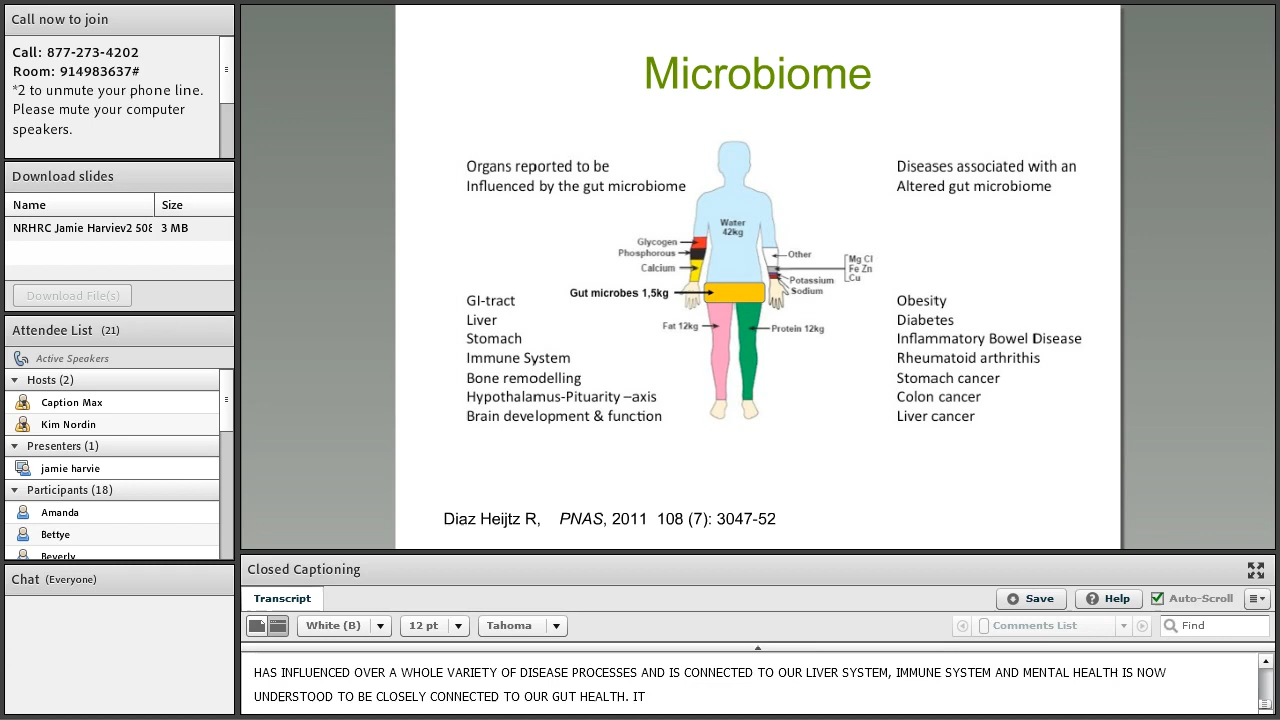 Call now to join
Call: 877-273-4202
Room: 914983637#
*2 to unmute your phone line.
Please mute your computer
speakers.
Download slides
Name Size
NRHRC Jamie Harviev2 508 3 MB
Download File(s)
Attendee List (21)
Active Speakers
Hosts (2)
Caption Max
Kim Nordin
Presenters (1)
jamie harvie
Participants (18)
Amanda
Bettye
Beverly
Chat (Everyone)
Microbiome
Organs reported to be
Influenced by the gut microbiome
GI-tract
Liver
Stomach
Immune System
Bone remodelling
Hypothalamus-Pituarity –axis
Brain development & function
Water
42kg
Glycogen
Phosphorous
Calcium
Gut microbes 1,5kg
Fat 12kg
Other
Mg Cl
Fe Zn
Cu
Potassium
Sodium
Protein 12kg
Diseases associated with an
Altered gut microbiome
Obesity
Diabetes
Inflammatory Bowel Disease
Rheumatoid arthrithis
Stomach cancer
Colon cancer
Liver cancer
Diaz Heijtz R, PNAS, 2011 108 (7): 3047-52
Closed Captioning
Transcript
Save
Help
Auto-Scroll
White (B)
12 pt
Tahoma
Comments List
Find
HAS INFLUENCED OVER A WHOLE VARIETY OF DISEASE PROCESSES AND IS CONNECTED TO OUR LIVER SYSTEM, IMMUNE SYSTEM AND MENTAL HEALTH IS NOW
UNDERSTOOD TO BE CLOSELY CONNECTED TO OUR GUT HEALTH. IT